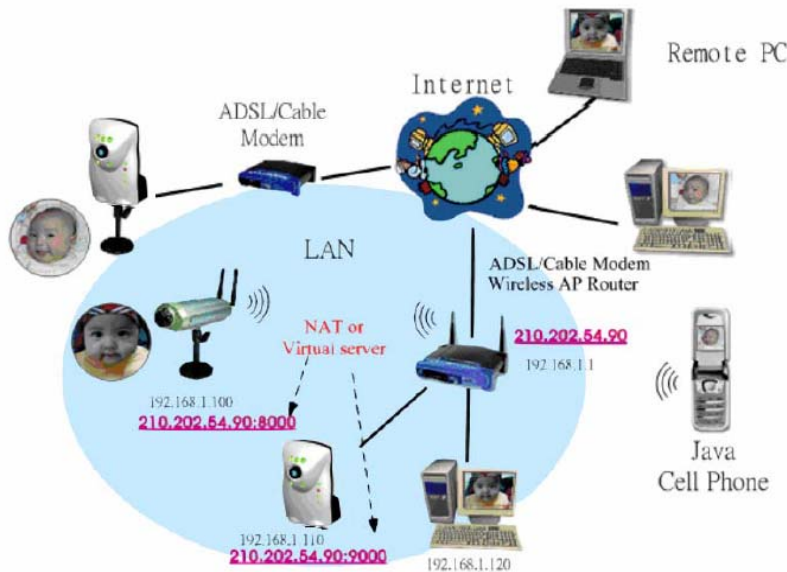 Remote PC
Internet
ADSL/Cable
Modem
LAN
ADSL/Cable Modem
Wireless AP Router
NAT or
Virtual server
210.202.54.90
192.168.1.1
192.168.1.100
210.202.54.90:8000
Java
Cell Phone
192.168.1.110
210.202.54.90:9000
192.168.1.120